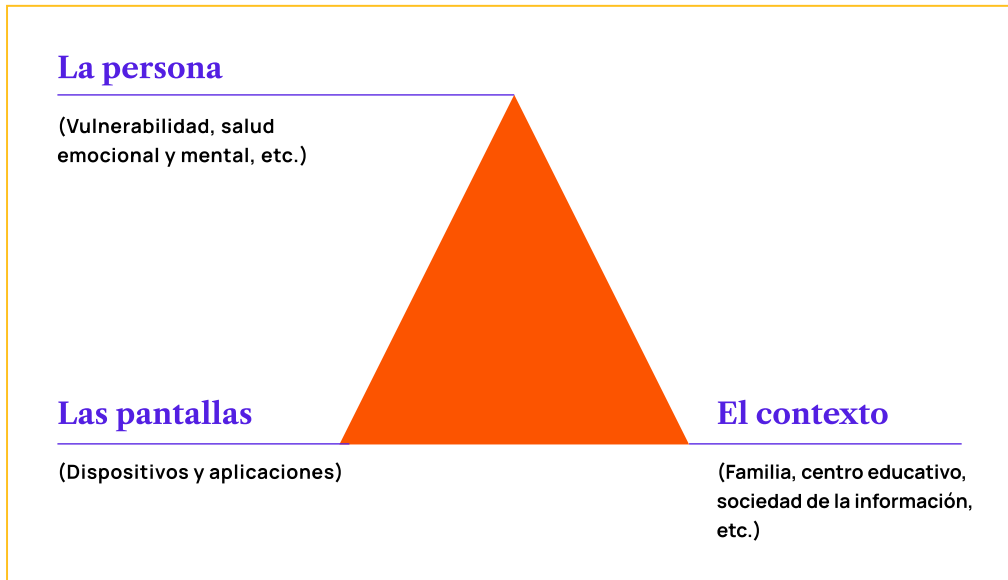 La persona
(Vulnerabilidad, salud
emocional y mental, etc.)
Las pantallas
(Dispositivos y aplicaciones)
El contexto
(Familia, centro educativo,
sociedad de la información,
etc.)